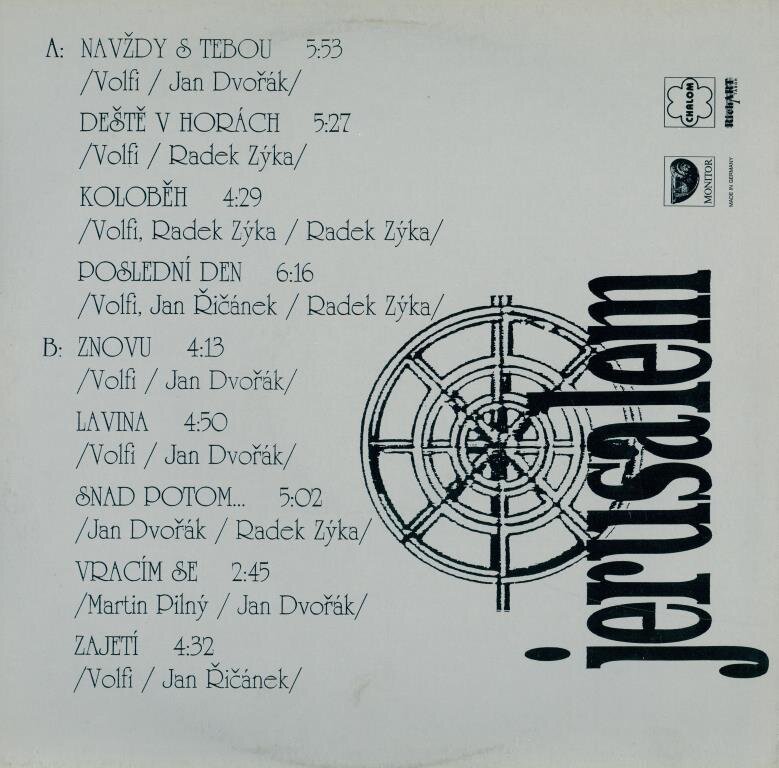 A: NAVŽDY S TEBOU 5:53
/Volfi / Jan Dvořák/
DEŠTĚ V HORÁCH 5:27
/Volfi / Radek Zýka/
KOLOBĚH 4:29
/Volfi, Radek Zýka / Radek Zýka/
POSLEDNÍ DEN 6:16
/Volfi, Jan Řičánek / Radek Zýka/
B: ZNOVU 4:13
/Volfi / Jan Dvořák/
LAVINA 4:50
/Volfi / Jan Dvořák/
SNAD POTOM... 5:02
/Jan Dvořák / Radek Zýka/
VRACÍM SE 2:45
/Martin Pilný / Jan Dvořák/
ZAJETÍ 4:32
/Volfi / Jan Řičánek/
CHALOM
RichART
MONITOR
MADE IN GERMANY
jerusalem